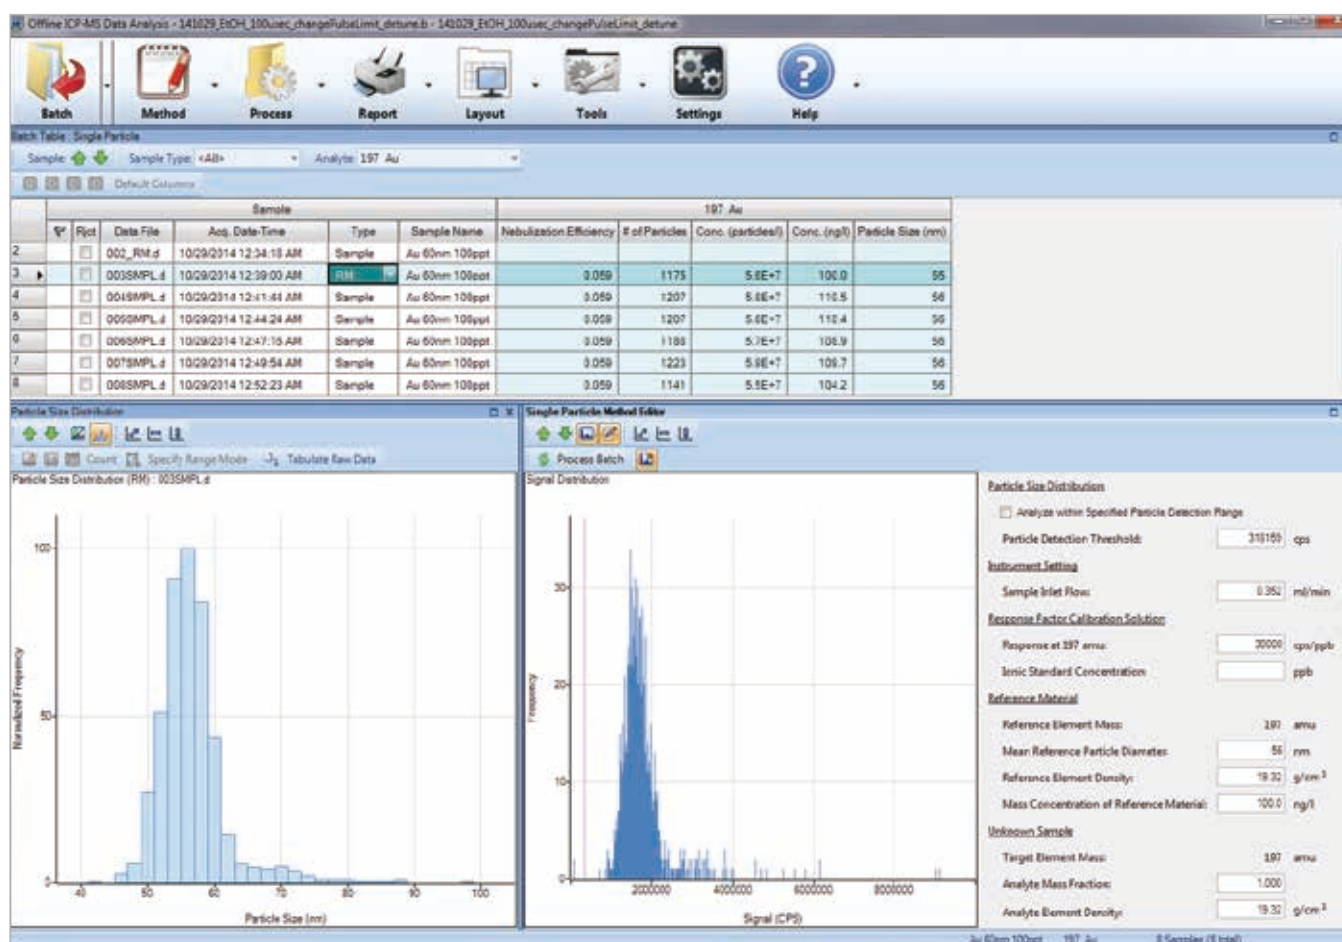 Offline ICP-MS Data Analysis - 141029_EtOH_100usec_changePulseLimit_detune.b - 141029_EtOH_100usec_changePulseLimit_detune
Batch Method Process Report Layout Tools Settings Help
Batch Table : Single Particle
Sample: Sample Type: <All> Analyte: 197 Au
Default Columns
Sample 197 Au
Rjct Data File Acq. Date-Time Type Sample Name Nebulization Efficiency # of Particles Conc. (particles/l) Conc. (ng/l) Particle Size (nm)
2 002_RM.d 10/29/2014 12:34:18 AM Sample Au 60nm 100ppt
3 003SMPL.d 10/29/2014 12:39:00 AM RM Au 60nm 100ppt 0.059 1175 5.6E+7 100.0 56
4 004SMPL.d 10/29/2014 12:41:44 AM Sample Au 60nm 100ppt 0.059 1207 5.8E+7 110.5 56
5 005SMPL.d 10/29/2014 12:44:24 AM Sample Au 60nm 100ppt 0.059 1207 5.8E+7 110.4 56
6 006SMPL.d 10/29/2014 12:47:16 AM Sample Au 60nm 100ppt 0.059 1188 5.7E+7 108.9 56
7 007SMPL.d 10/29/2014 12:49:54 AM Sample Au 60nm 100ppt 0.059 1223 109.7 56
8 008SMPL.d 10/29/2014 12:52:23 AM Sample Au 60nm 100ppt 0.059 1141 5.5E+7 104.2 56
Particle Size Distribution
Count Specify Range Mode Tabulate Raw Data
Particle Size Distribution (RM) : 003SMPL.d
Normalized Frequency
100
50
0
40 50 60 70 80 90 100
Particle Size (nm)
Single Particle Method Editor
Process Batch
Signal Distribution
Frequency
30
20
10
0
2000000 4000000 6000000 8000000
Signal (CPS)
Particle Size Distribution
Analyze within Specified Particle Detection Range
Particle Detection Threshold: cps
Instrument Setting
Sample Inlet Flow: 0.352 ml/min
Response Factor Calibration Solution
Response at 197 amu: 30000 cps/ppb
Ionic Standard Concentration: ppb
Reference Material
Reference Element Mass: 197 amu
Mean Reference Particle Diameter: 56 nm
Reference Element Density: 19.32 g/cm³
Mass Concentration of Reference Material: 100.0 ng/l
Unknown Sample
Target Element Mass: 197 amu
Analyte Mass Fraction: 1.000
Analyte Element Density: 19.32 g/cm³
Au 60nm 100ppt 197 Au 8 Samples (8 total)